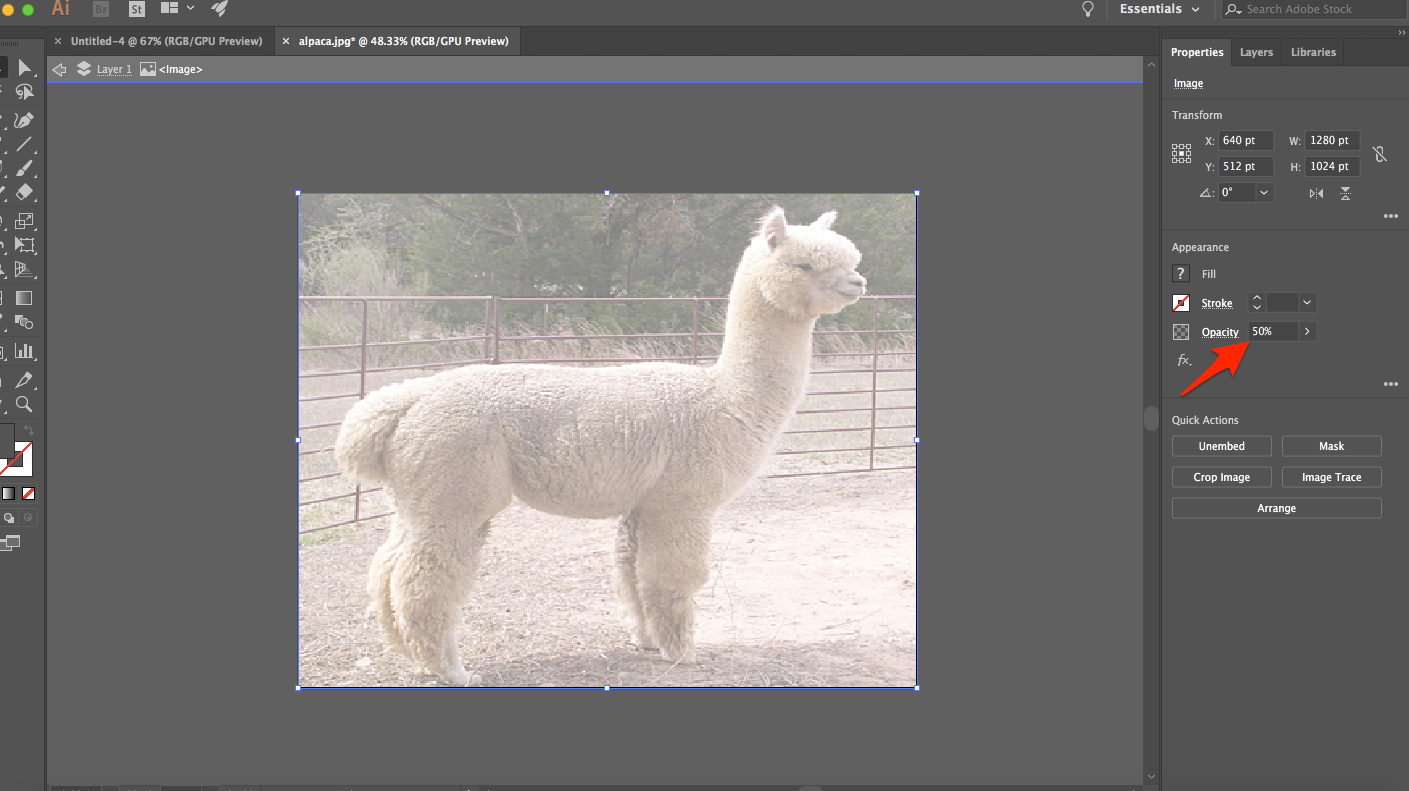 Ai Br St Essentials Search Adobe Stock
× Untitled-4 @ 67% (RGB/GPU Preview) × alpaca.jpg* @ 48.33% (RGB/GPU Preview)
Layer 1 <Image>
Properties Layers Libraries
Image
Transform
X: 640 pt W: 1280 pt
Y: 512 pt H: 1024 pt
0°
Appearance
? Fill
Stroke
Opacity 50%
fx.
Quick Actions
Unembed Mask
Crop Image Image Trace
Arrange